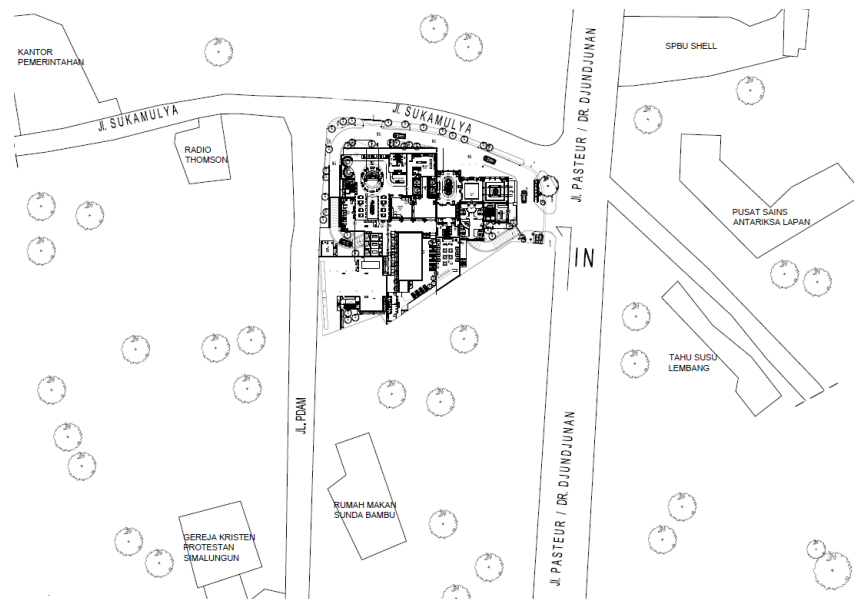 KANTOR
PEMERINTAHAN
SPBU SHELL
Jl. SUKAMULYA
Jl. SUKAMULYA
Jl. PASTEUR / DR. DJUNDJUNAN
RADIO
THOMSON
PUSAT SAINS
ANTARIKSA LAPAN
IN
TAHU SUSU
LEMBANG
JL. PDAM
Jl. PASTEUR / DR. DJUNDJUNAN
RUMAH MAKAN
SUNDA BAMBU
GEREJA KRISTEN
PROTESTAN
SIMALUNGUN